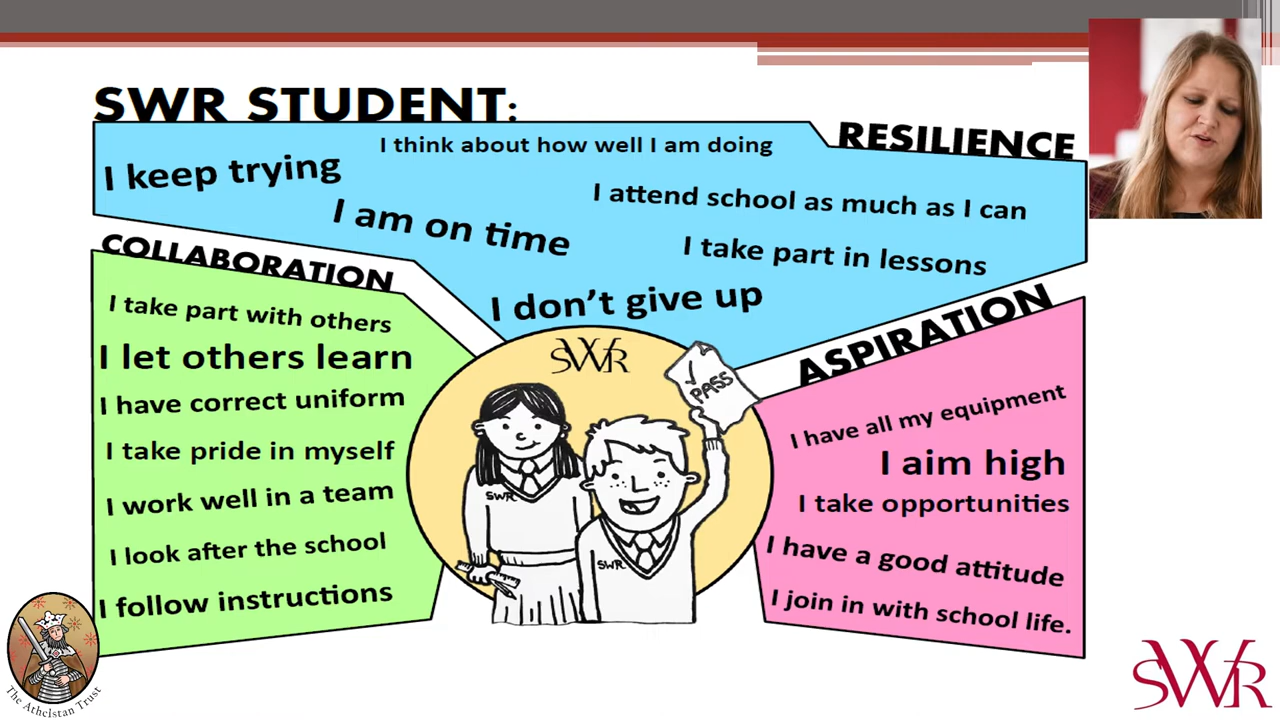 SWR STUDENT:
RESILIENCE
I think about how well I am doing
I keep trying
I attend school as much as I can
I am on time
I take part in lessons
I don't give up
COLLABORATION
I take part with others
I let others learn
I have correct uniform
I take pride in myself
I work well in a team
I look after the school
I follow instructions
SWR
PASS
SWR
SWR
ASPIRATION
I have all my equipment
I aim high
I take opportunities
I have a good attitude
I join in with school life.
The Athelstan Trust
SWR